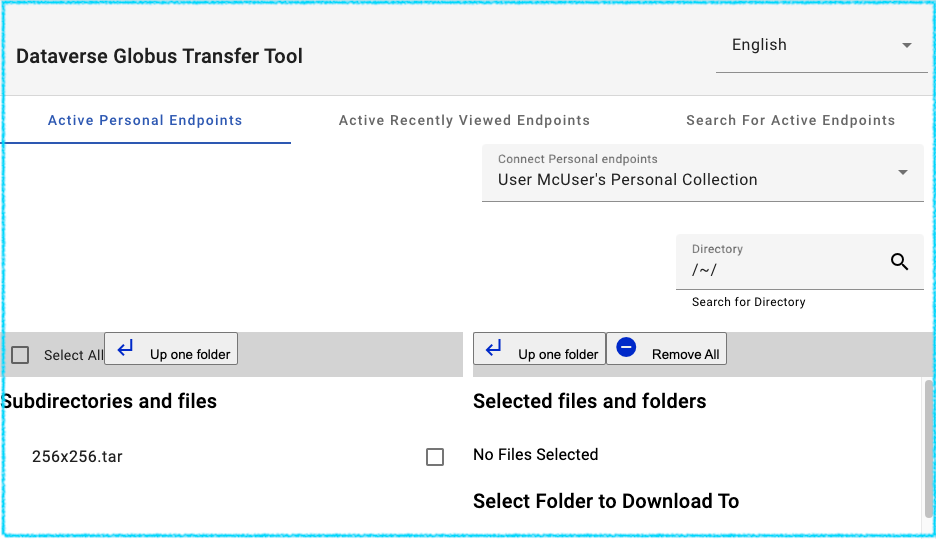 Dataverse Globus Transfer Tool
English
Active Personal Endpoints
Active Recently Viewed Endpoints
Search For Active Endpoints
Connect Personal endpoints
User McUser's Personal Collection
Directory
/~/
Search for Directory
Select All
Up one folder
Up one folder
Remove All
Subdirectories and files
Selected files and folders
256x256.tar
No Files Selected
Select Folder to Download To